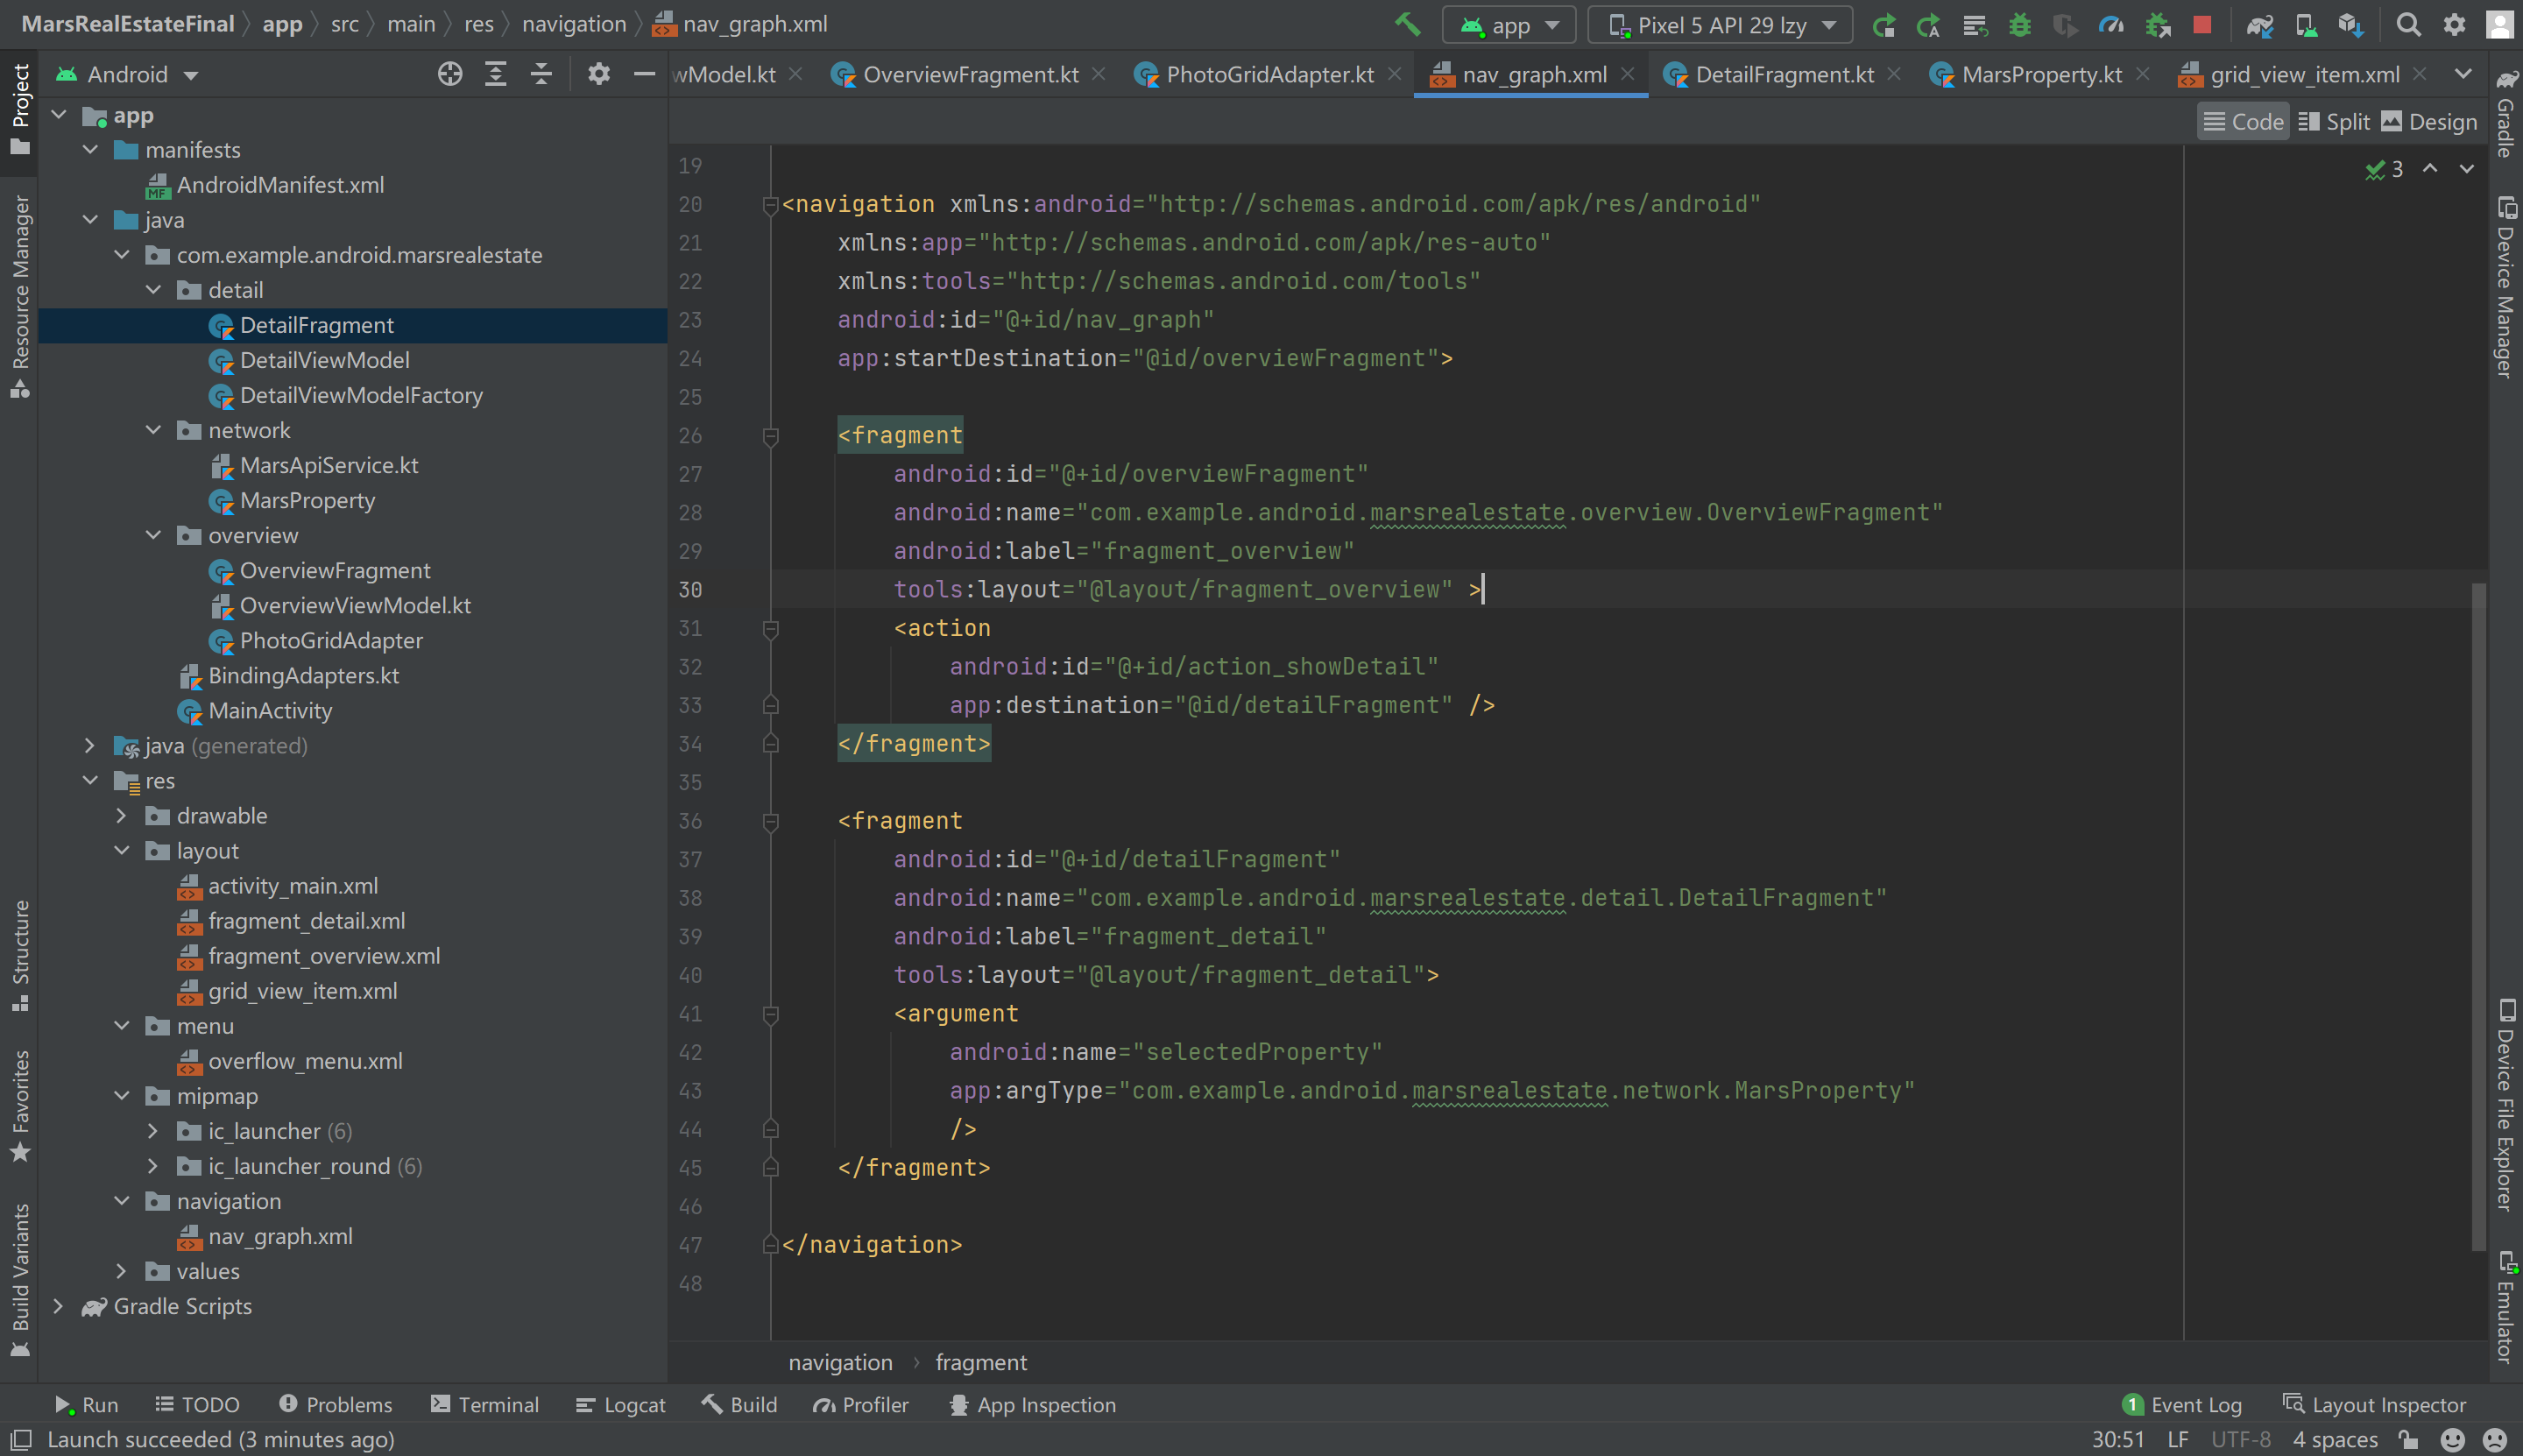 MarsRealEstateFinal app src main res navigation nav_graph.xml
app Pixel 5 API 29 lzy
Android
wModel.kt OverviewFragment.kt PhotoGridAdapter.kt nav_graph.xml DetailFragment.kt MarsProperty.kt grid_view_item.xml
Code Split Design
3
Project
Resource Manager
Structure
Favorites
Build Variants
app
manifests
AndroidManifest.xml
java
com.example.android.marsrealestate
detail
DetailFragment
DetailViewModel
DetailViewModelFactory
network
MarsApiService.kt
MarsProperty
overview
OverviewFragment
OverviewViewModel.kt
PhotoGridAdapter
BindingAdapters.kt
MainActivity
java (generated)
res
drawable
layout
activity_main.xml
fragment_detail.xml
fragment_overview.xml
grid_view_item.xml
menu
overflow_menu.xml
mipmap
ic_launcher (6)
ic_launcher_round (6)
navigation
nav_graph.xml
values
Gradle Scripts
19
20 <navigation xmlns:android="http://schemas.android.com/apk/res/android"
21 xmlns:app="http://schemas.android.com/apk/res-auto"
22 xmlns:tools="http://schemas.android.com/tools"
23 android:id="@+id/nav_graph"
24 app:startDestination="@id/overviewFragment">
25
26 <fragment
27 android:id="@+id/overviewFragment"
28 android:name="com.example.android.marsrealestate.overview.OverviewFragment"
29 android:label="fragment_overview"
30 tools:layout="@layout/fragment_overview" >
31 <action
32 android:id="@+id/action_showDetail"
33 app:destination="@id/detailFragment" />
34 </fragment>
35
36 <fragment
37 android:id="@+id/detailFragment"
38 android:name="com.example.android.marsrealestate.detail.DetailFragment"
39 android:label="fragment_detail"
40 tools:layout="@layout/fragment_detail">
41 <argument
42 android:name="selectedProperty"
43 app:argType="com.example.android.marsrealestate.network.MarsProperty"
44 />
45 </fragment>
46
47 </navigation>
48
navigation fragment
Gradle
Device Manager
Device File Explorer
Emulator
Run TODO Problems Terminal Logcat Build Profiler App Inspection 1 Event Log Layout Inspector
Launch succeeded (3 minutes ago) 30:51 LF UTF-8 4 spaces